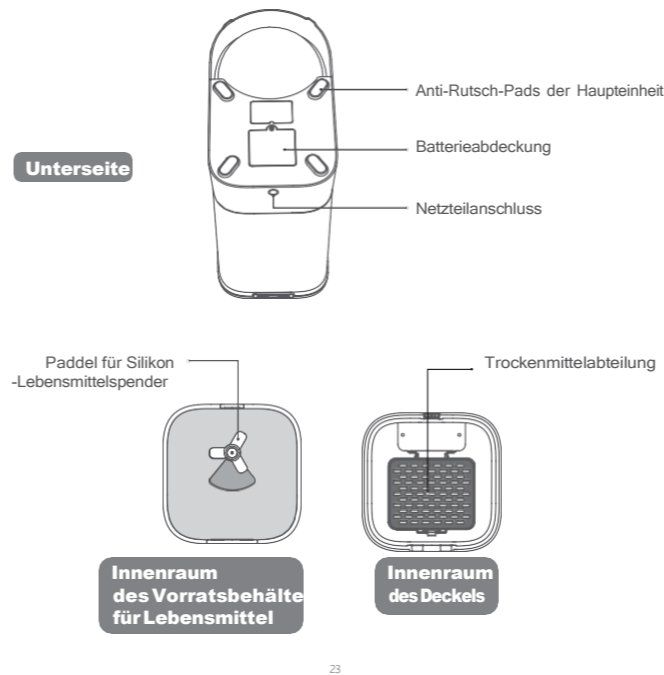 Anti-Rutsch-Pads der Haupteinheit
Batterieabdeckung
Unterseite
Netzteilanschluss
Paddel für Silikon
-Lebensmittelspender
Trockenmittelabteilung
Innenraum
des Vorratsbehälte
für Lebensmittel
Innenraum
des Deckels
23